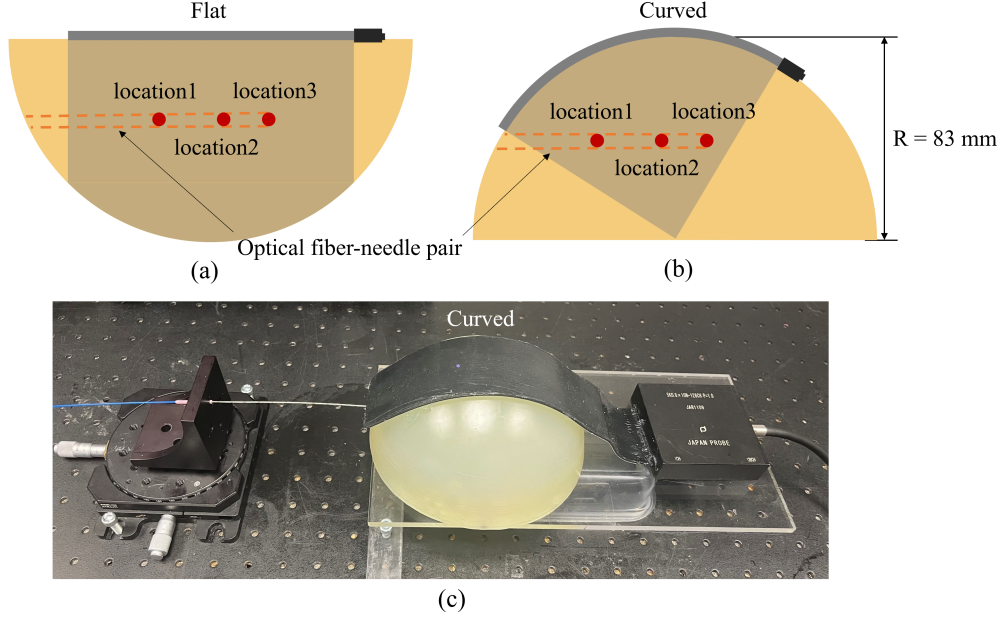 Flat
Curved
location1
location3
location2
location1
location3
location2
R = 83 mm
Optical fiber-needle pair
(a)
(b)
Curved
JAPAN PROBE
(c)